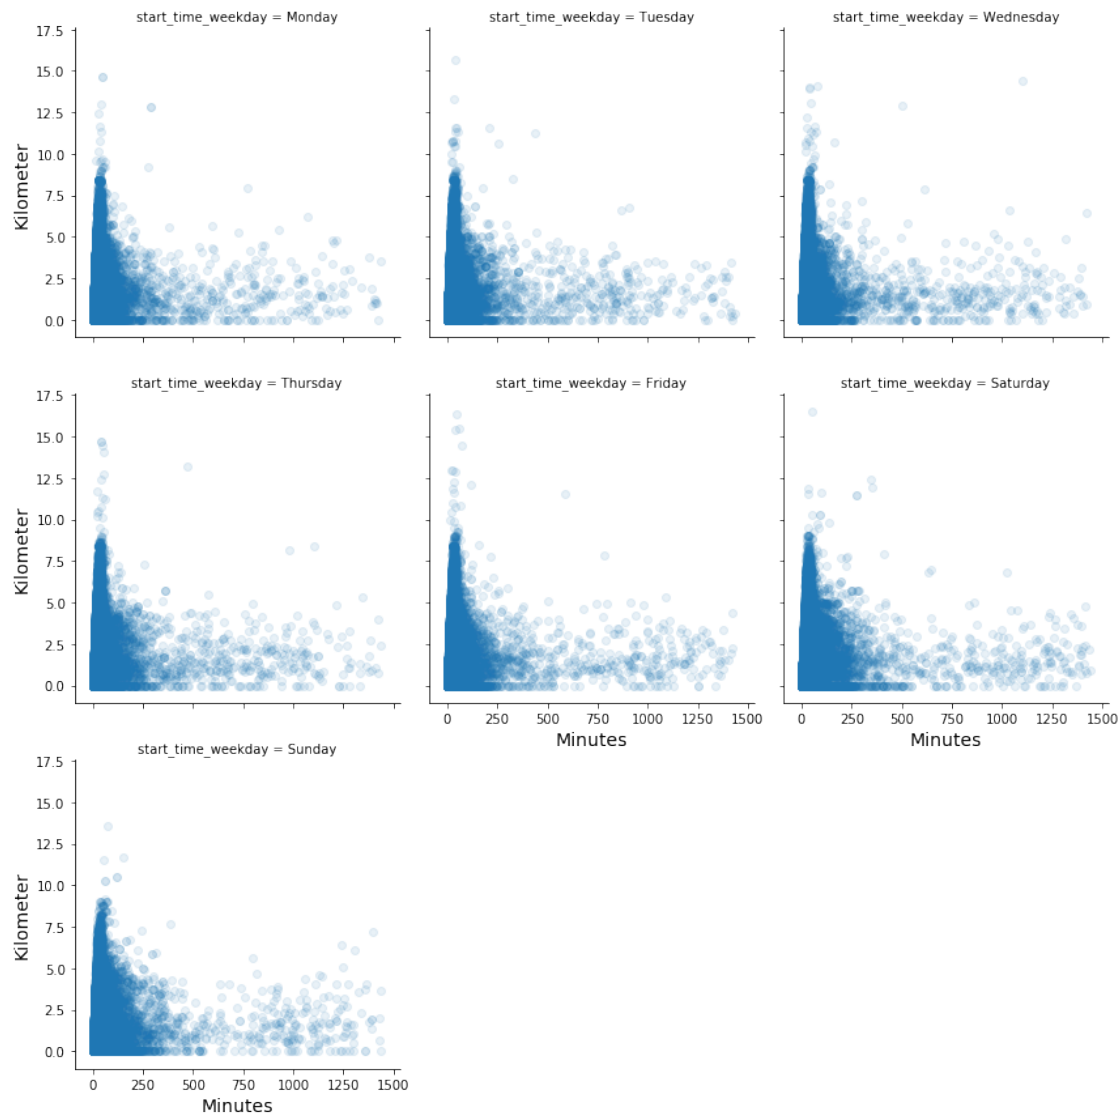 start_time_weekday = Monday
start_time_weekday = Tuesday
start_time_weekday = Wednesday
17.5
15.0
12.5
10.0
7.5
5.0
2.5
0.0
Kilometer
start_time_weekday = Thursday
start_time_weekday = Friday
start_time_weekday = Saturday
17.5
15.0
12.5
10.0
7.5
5.0
2.5
0.0
Kilometer
0 250 500 750 1000 1250 1500
Minutes
0 250 500 750 1000 1250 1500
Minutes
start_time_weekday = Sunday
17.5
15.0
12.5
10.0
7.5
5.0
2.5
0.0
Kilometer
0 250 500 750 1000 1250 1500
Minutes